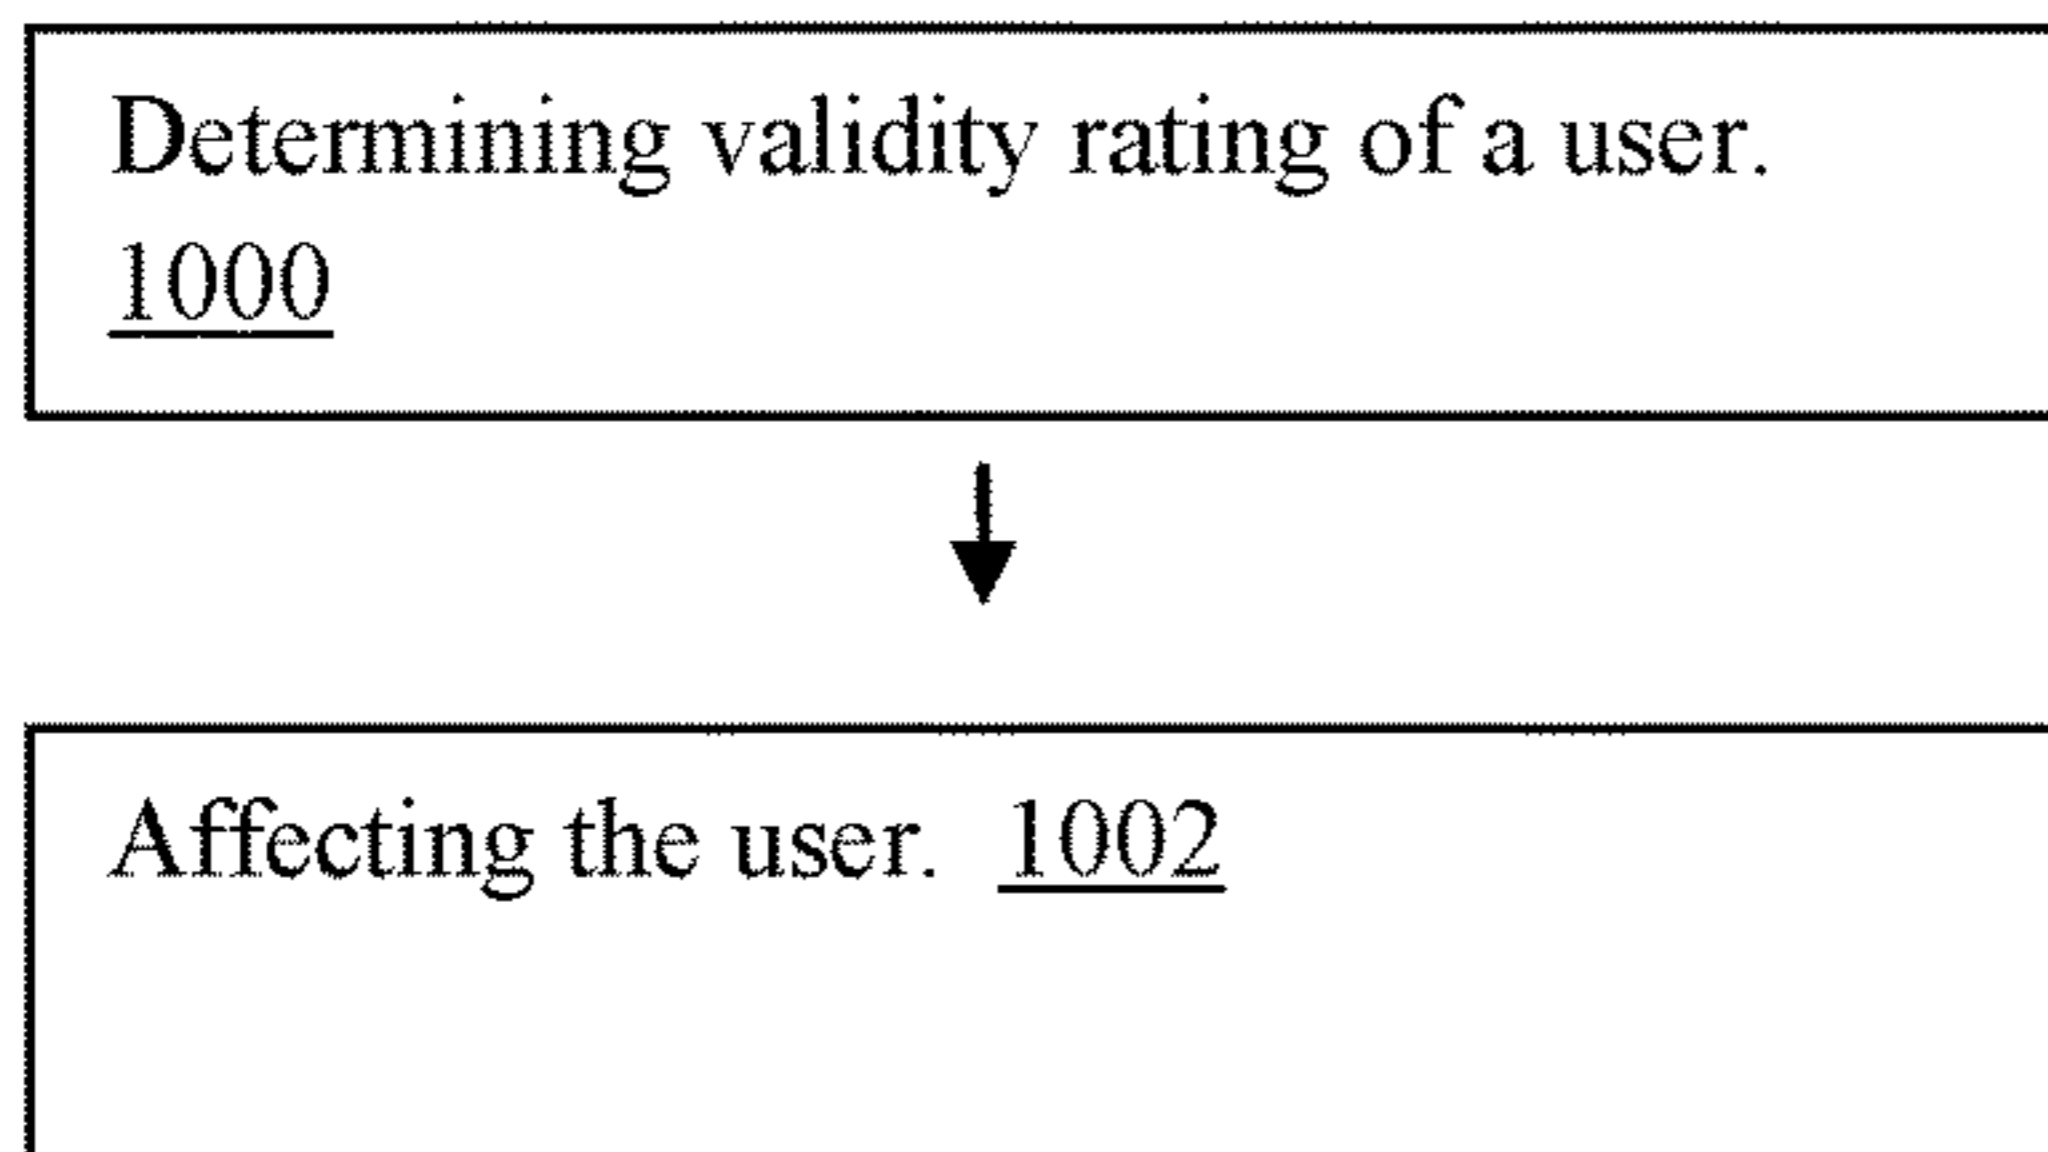 Determining validity rating of a user.
1000
Affecting the user. 1002